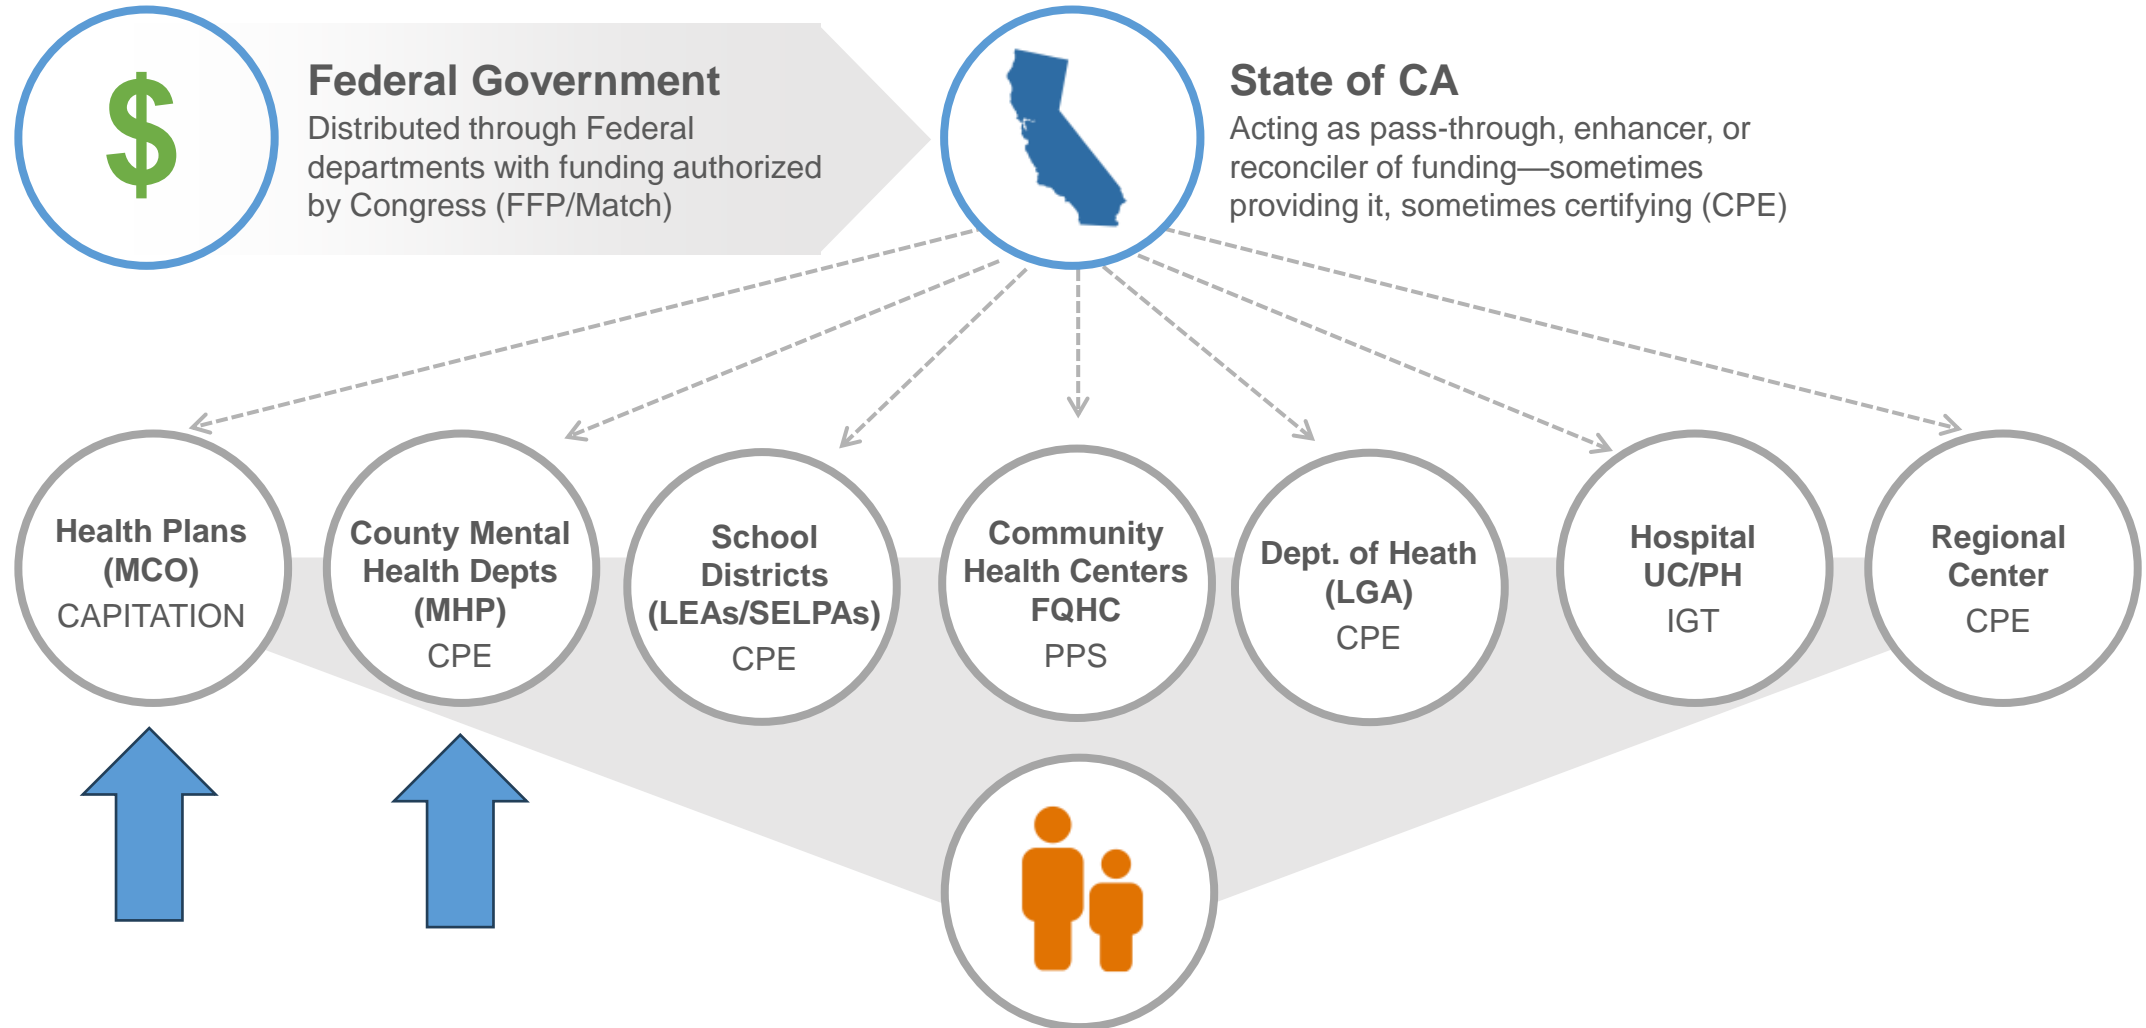 $
Federal Government
Distributed through Federal
departments with funding authorized
by Congress (FFP/Match)
State of CA
Acting as pass-through, enhancer, or
reconciler of funding—sometimes
providing it, sometimes certifying (CPE)
Health Plans
(MCO)
CAPITATION
County Mental
Health Depts
(MHP)
CPE
School
Districts
(LEAs/SELPAs)
CPE
Community
Health Centers
FQHC
PPS
Dept. of Heath
(LGA)
CPE
Hospital
UC/PH
IGT
Regional
Center
CPE